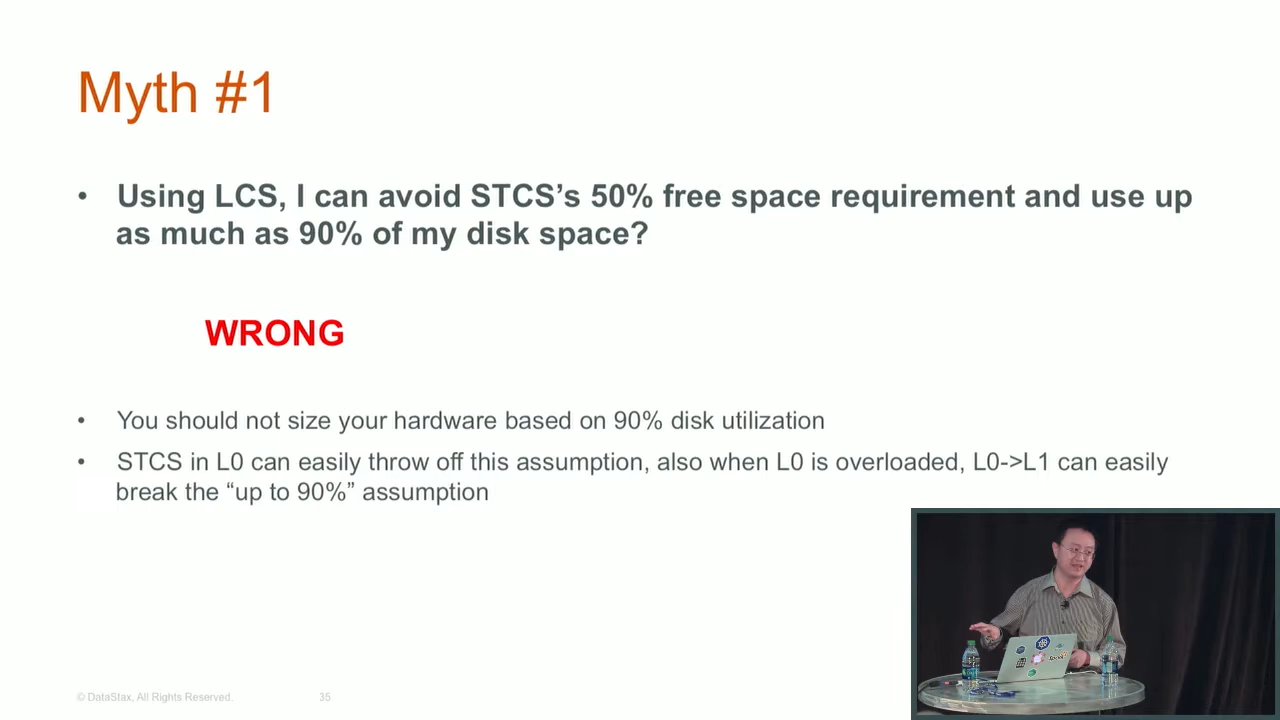 Myth #1
• Using LCS, I can avoid STCS’s 50% free space requirement and use up
as much as 90% of my disk space?
WRONG
• You should not size your hardware based on 90% disk utilization
• STCS in L0 can easily throw off this assumption, also when L0 is overloaded, L0->L1 can easily
break the “up to 90%” assumption
© DataStax, All Rights Reserved. 35